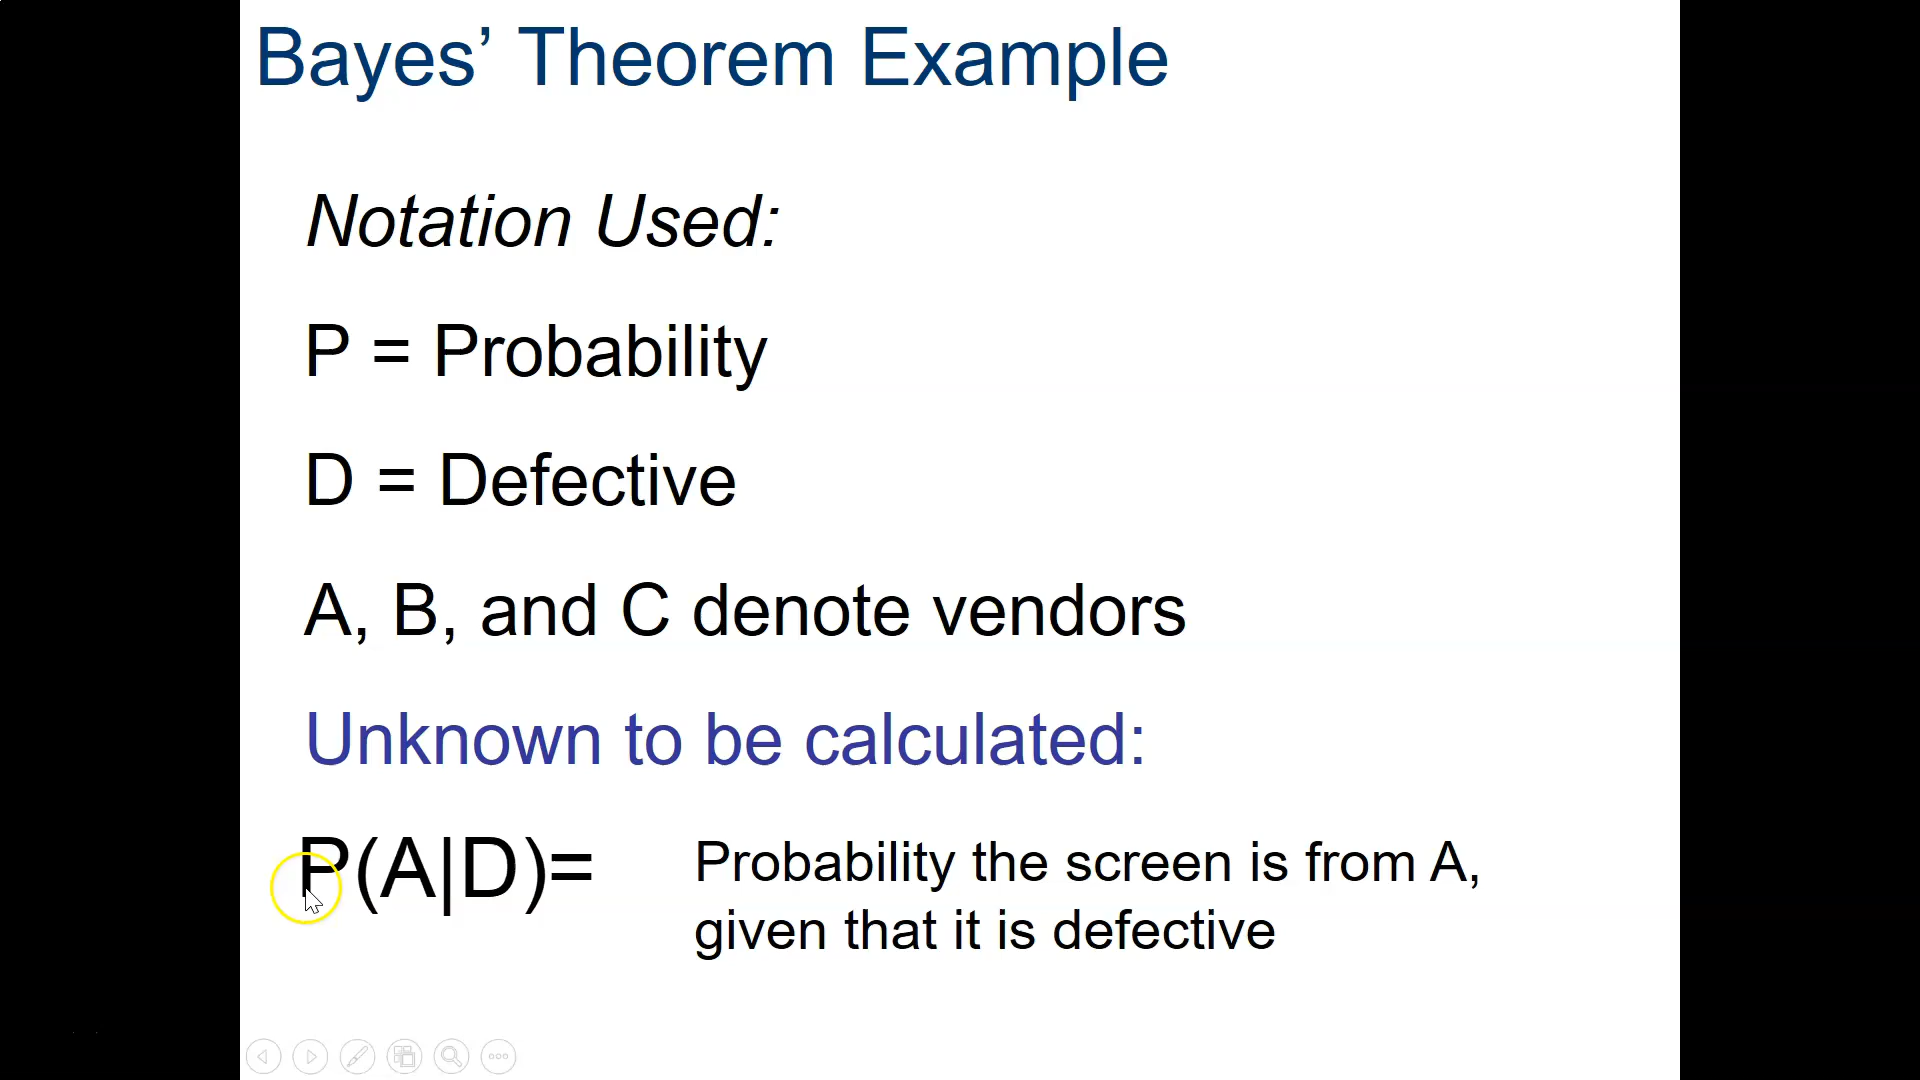 Bayes’ Theorem Example
Notation Used:
P = Probability
D = Defective
A, B, and C denote vendors
Unknown to be calculated:
P(A|D)=
Probability the screen is from A,
given that it is defective